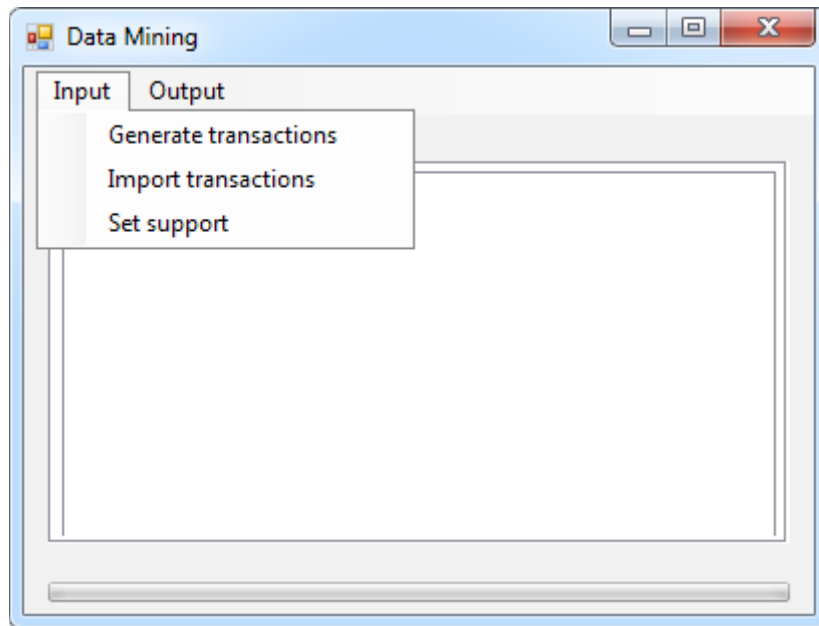 Data Mining
Input Output
Generate transactions
Import transactions
Set support